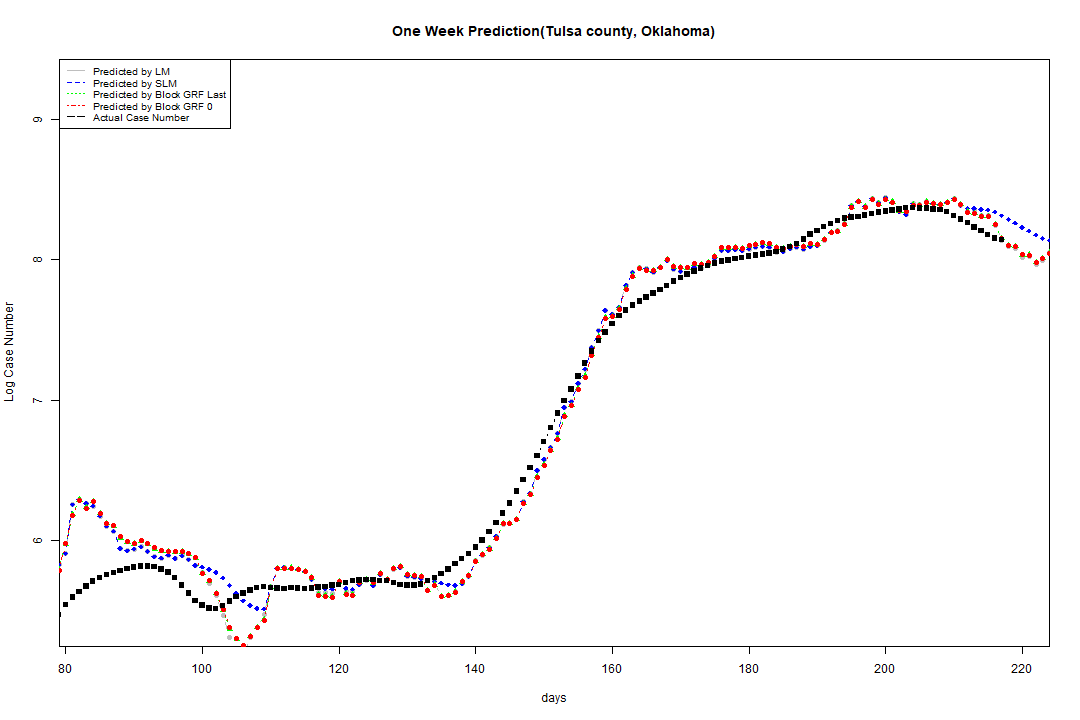 One Week Prediction(Tulsa county, Oklahoma)
Predicted by LM
Predicted by SLM
Predicted by Block GRF Last
Predicted by Block GRF 0
Actual Case Number
9
8
7
6
Log Case Number
80 100 120 140 160 180 200 220
days